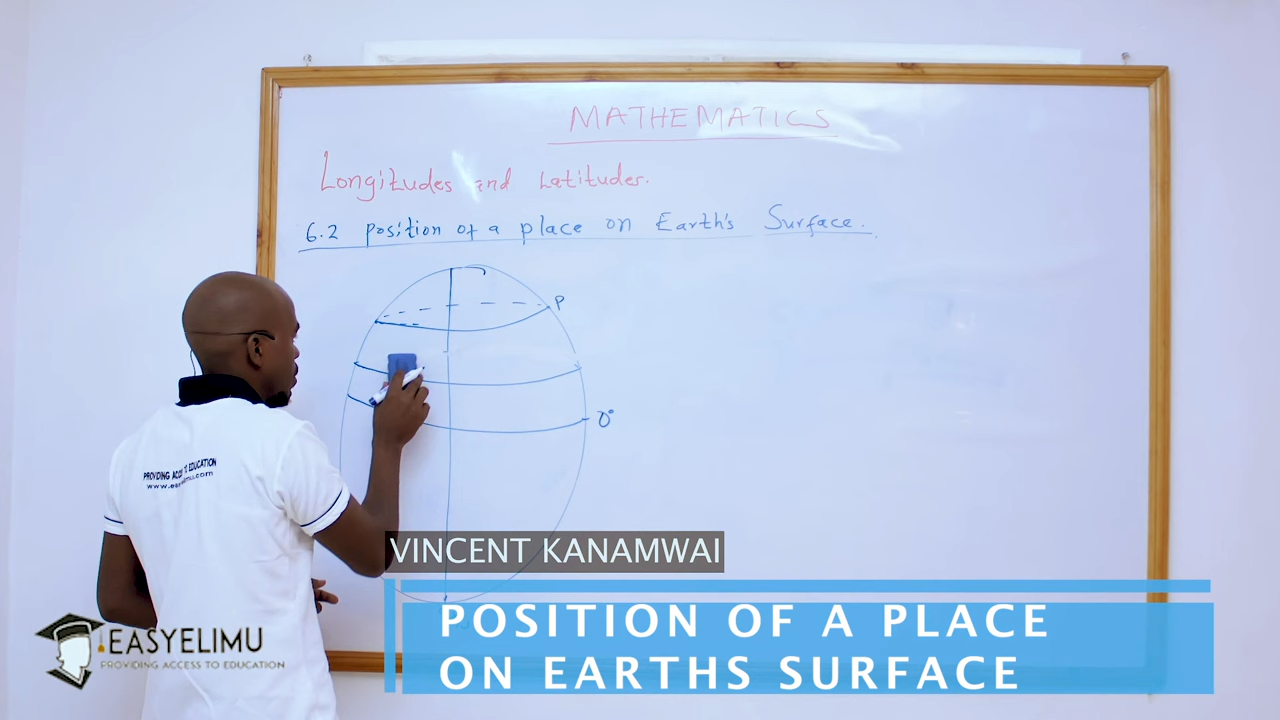 MATHEMATICS
Longitudes and Latitudes.
6.2 position of a place on Earth's Surface.
P
0°
PROVIDING ACCESS TO EDUCATION
VINCENT KANAMWAI
POSITION OF A PLACE
ON EARTHS SURFACE
EASYELIMU
PROVIDING ACCESS TO EDUCATION